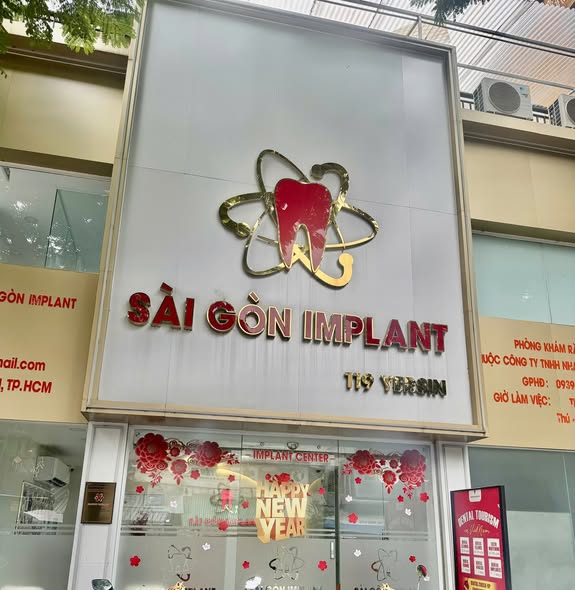 SÀI GÒN IMPLANT
119 YERSIN
GÒN IMPLANT
mail.com
, TP.HCM
PHÒNG KHÁM RĂ
UỘC CÔNG TY TNHH NHA
GPHĐ : 0939
GIỜ LÀM VIỆC: T
Thứ
IMPLANT CENTER
HAPPY
NEW
YEAR
DENTAL TOURISM